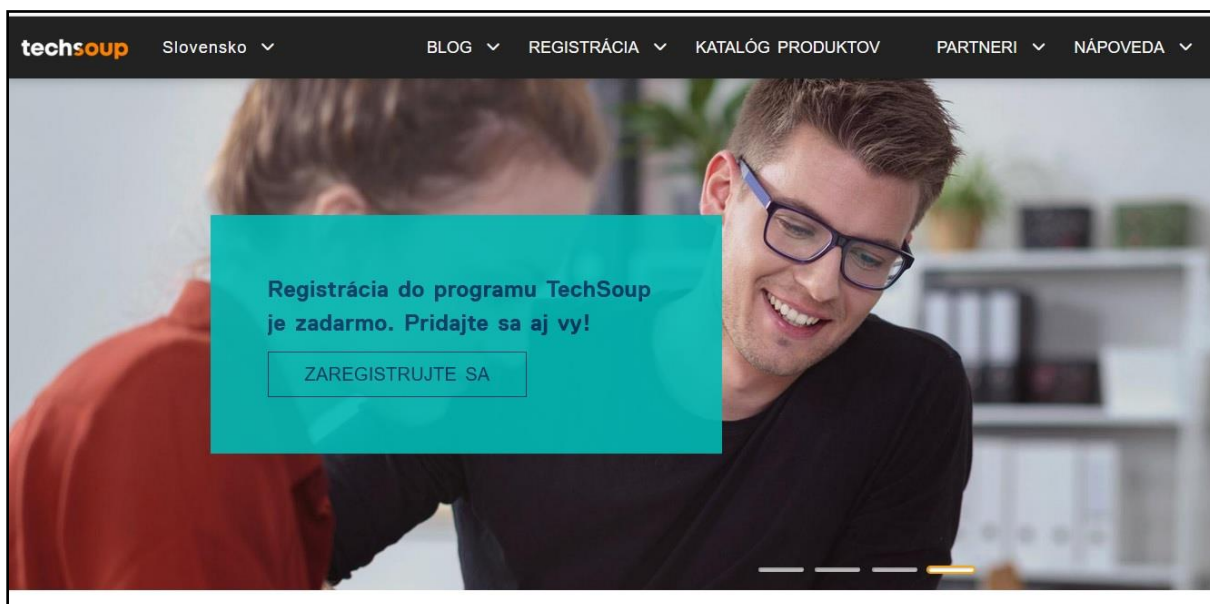 techsoup Slovensko BLOG REGISTRÁCIA KATALÓG PRODUKTOV PARTNERI NÁPOVEDA
Registrácia do programu TechSoup
je zadarmo. Pridajte sa aj vy!
ZAREGISTRUJTE SA